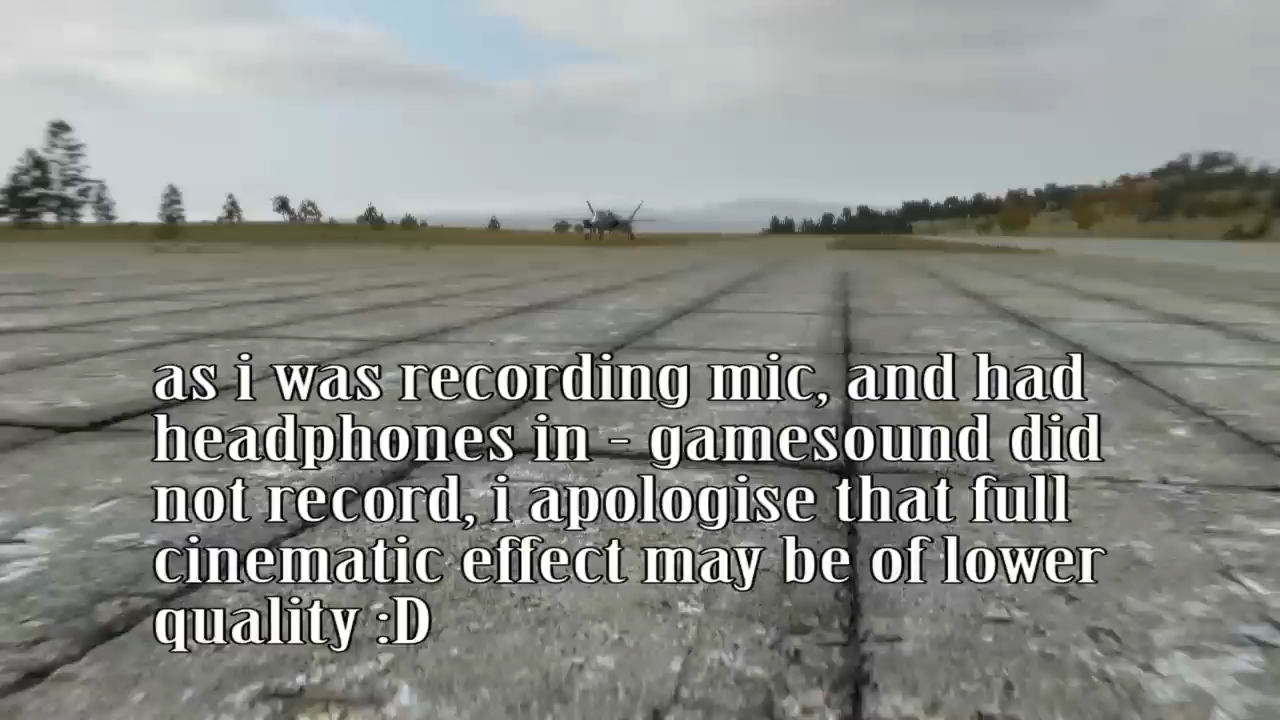 as i was recording mic, and had
headphones in - gamesound did
not record, i apologise that full
cinematic effect may be of lower
quality :D